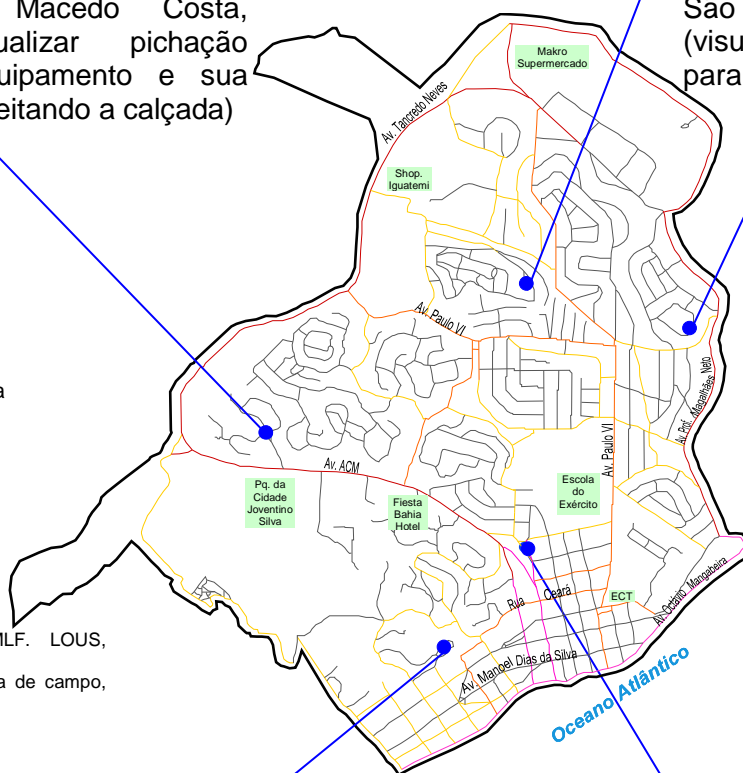 Macedo Costa,
ualizar pichação
uipamento e sua
eitando a calçada)
São
(visu
para
Makro
Supermercado
Av. Tancredo Neves
Shop.
Iguatemi
Av. Paulo VI
a
Av. Prof. Magalhães Neto
Av. Paulo VI
Av. ACM
Pq. da
Cidade
Joventino
Silva
Fiesta
Bahia
Hotel
Escola
do
Exército
Rua Ceará
ECT
Av. Octávio Mangabeira
MLF. LOUS,
a de campo,
Av. Manoel Dias da Silva
Oceano Atlântico